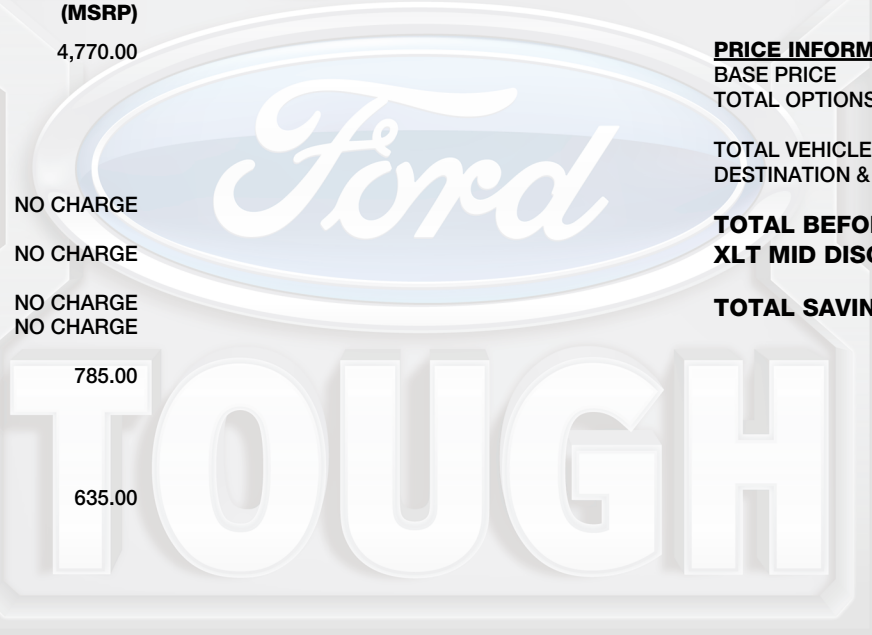 (MSRP)
4,770.00
NO CHARGE
NO CHARGE
NO CHARGE
NO CHARGE
785.00
635.00
PRICE INFORM
BASE PRICE
TOTAL OPTIONS
TOTAL VEHICLE
DESTINATION &
TOTAL BEFO
XLT MID DISC
TOTAL SAVIN
Ford
TOUGH